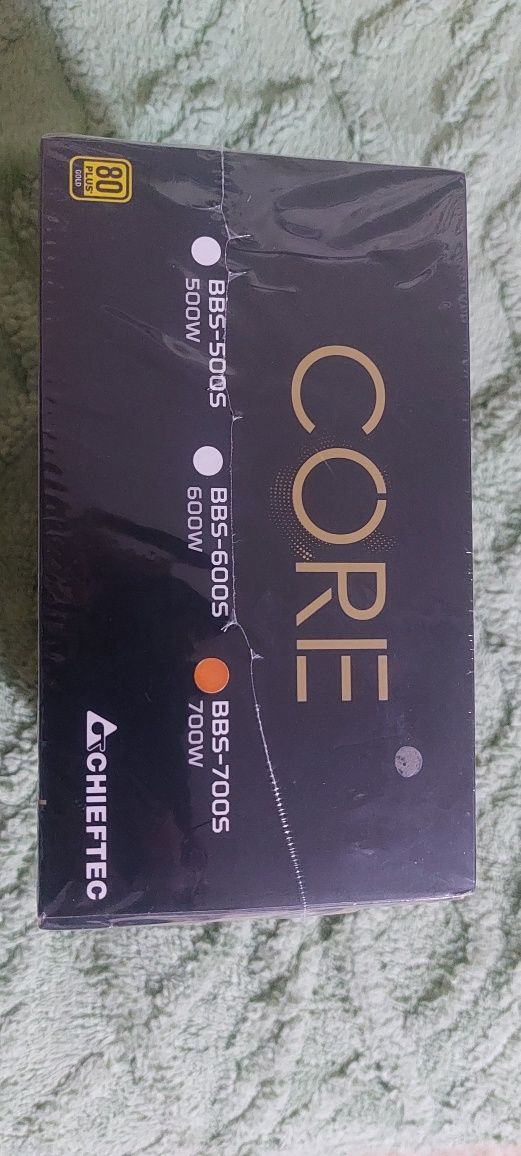 CORE
BBS-500S
500W
BBS-600S
600W
BBS-700S
700W
80
PLUS
GOLD
CHIEFTEC